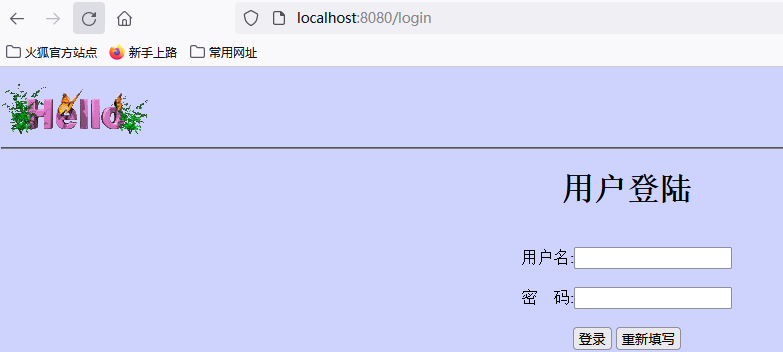 localhost:8080/login
火狐官方站点 新手上路 常用网址
Hello
用户登陆
用户名:
密 码:
登录 重新填写